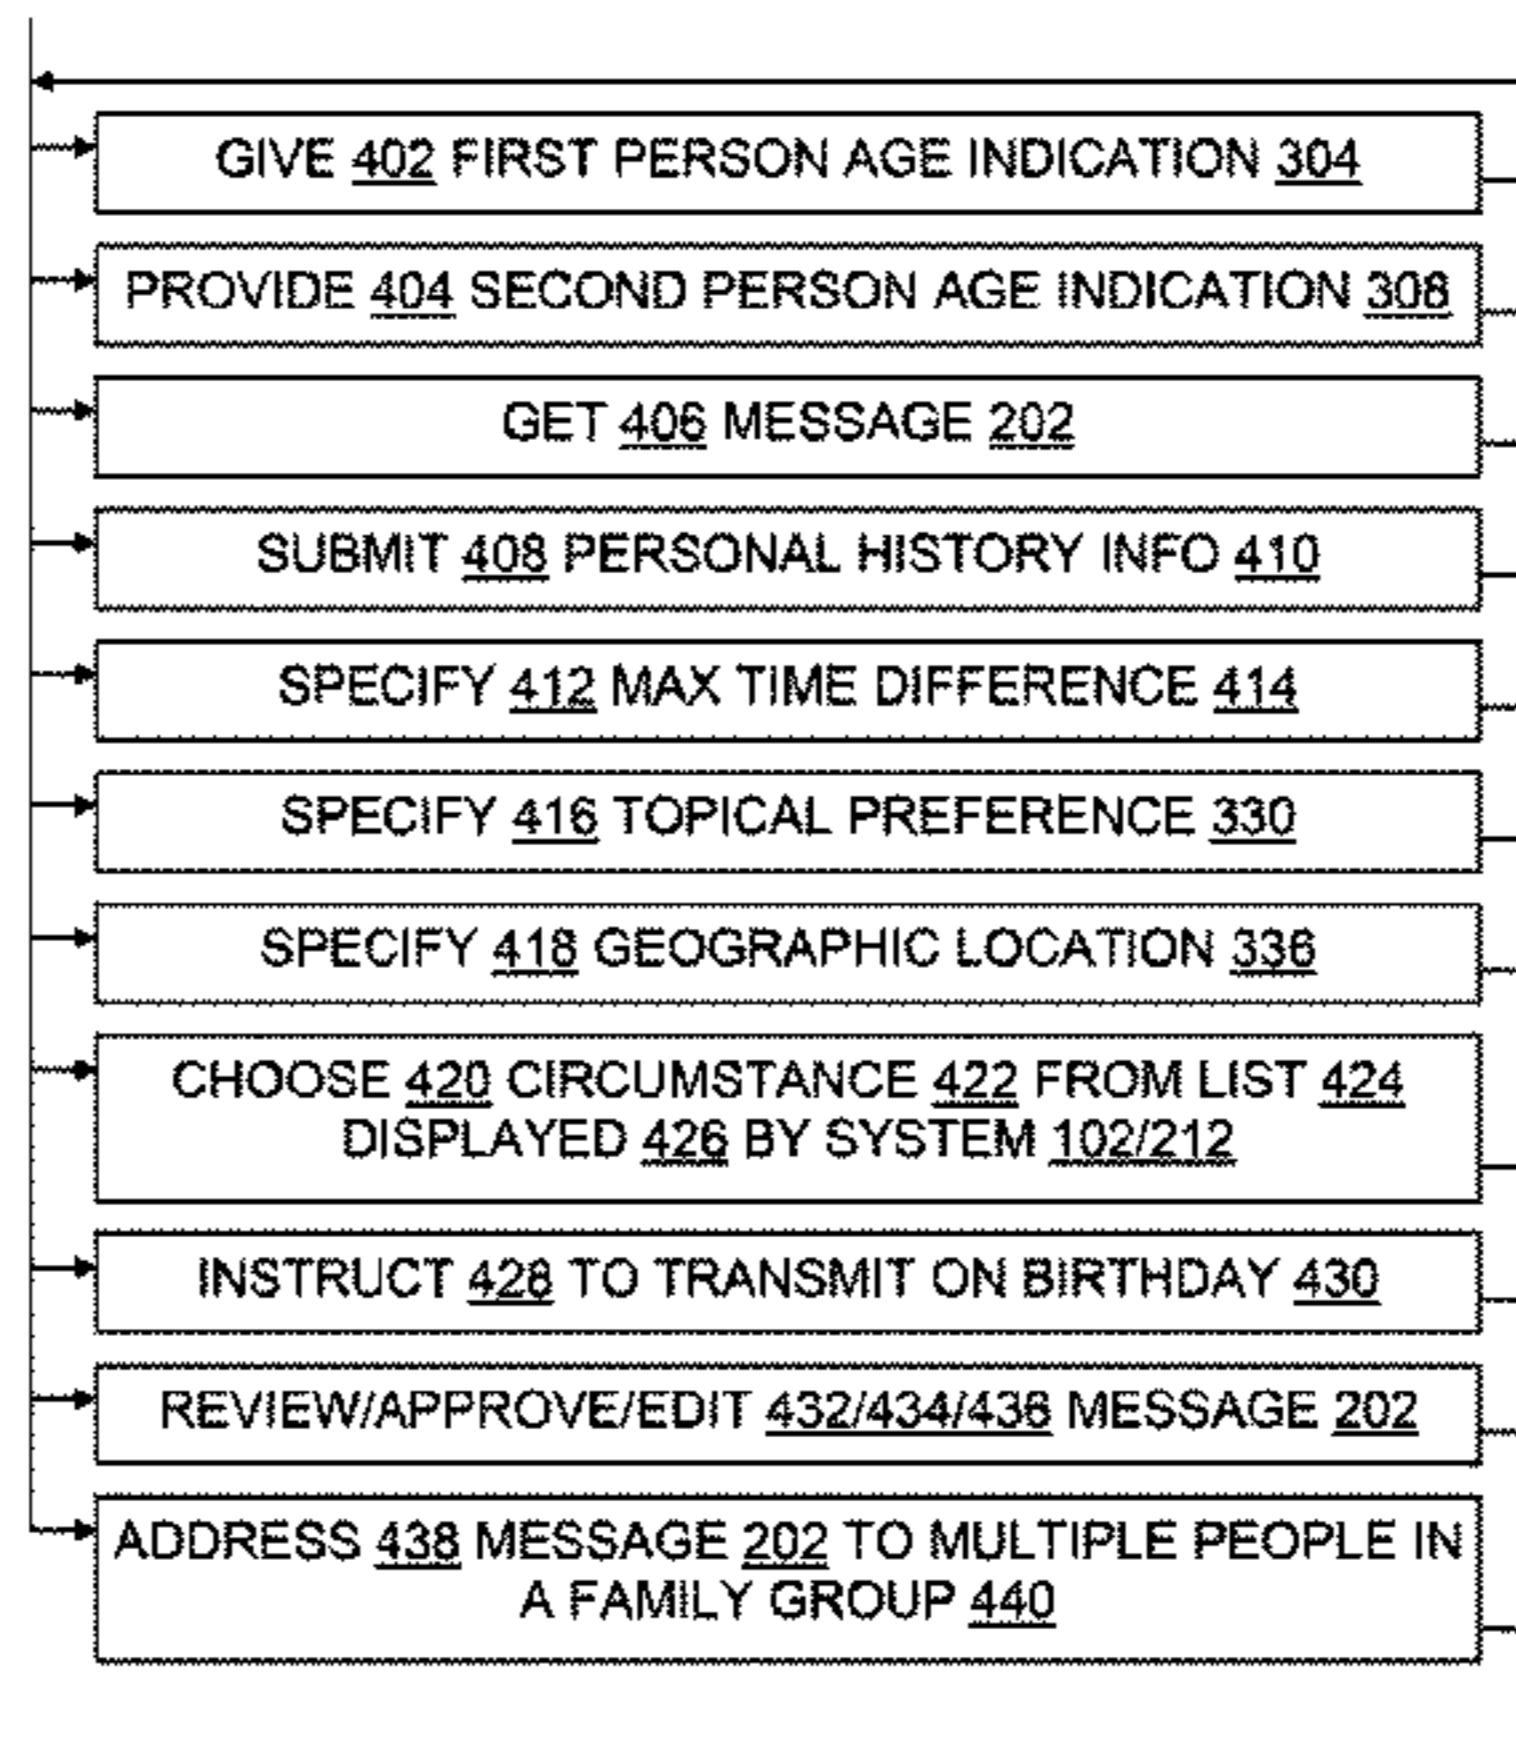 GIVE 402 FIRST PERSON AGE INDICATION 304
PROVIDE 404 SECOND PERSON AGE INDICATION 308
GET 406 MESSAGE 202
SUBMIT 408 PERSONAL HISTORY INFO 410
SPECIFY 412 MAX TIME DIFFERENCE 414
SPECIFY 416 TOPICAL PREFERENCE 330
SPECIFY 418 GEOGRAPHIC LOCATION 336
CHOOSE 420 CIRCUMSTANCE 422 FROM LIST 424
DISPLAYED 426 BY SYSTEM 102/212
INSTRUCT 428 TO TRANSMIT ON BIRTHDAY 430
REVIEW/APPROVE/EDIT 432/434/436 MESSAGE 202
ADDRESS 438 MESSAGE 202 TO MULTIPLE PEOPLE IN
A FAMILY GROUP 440